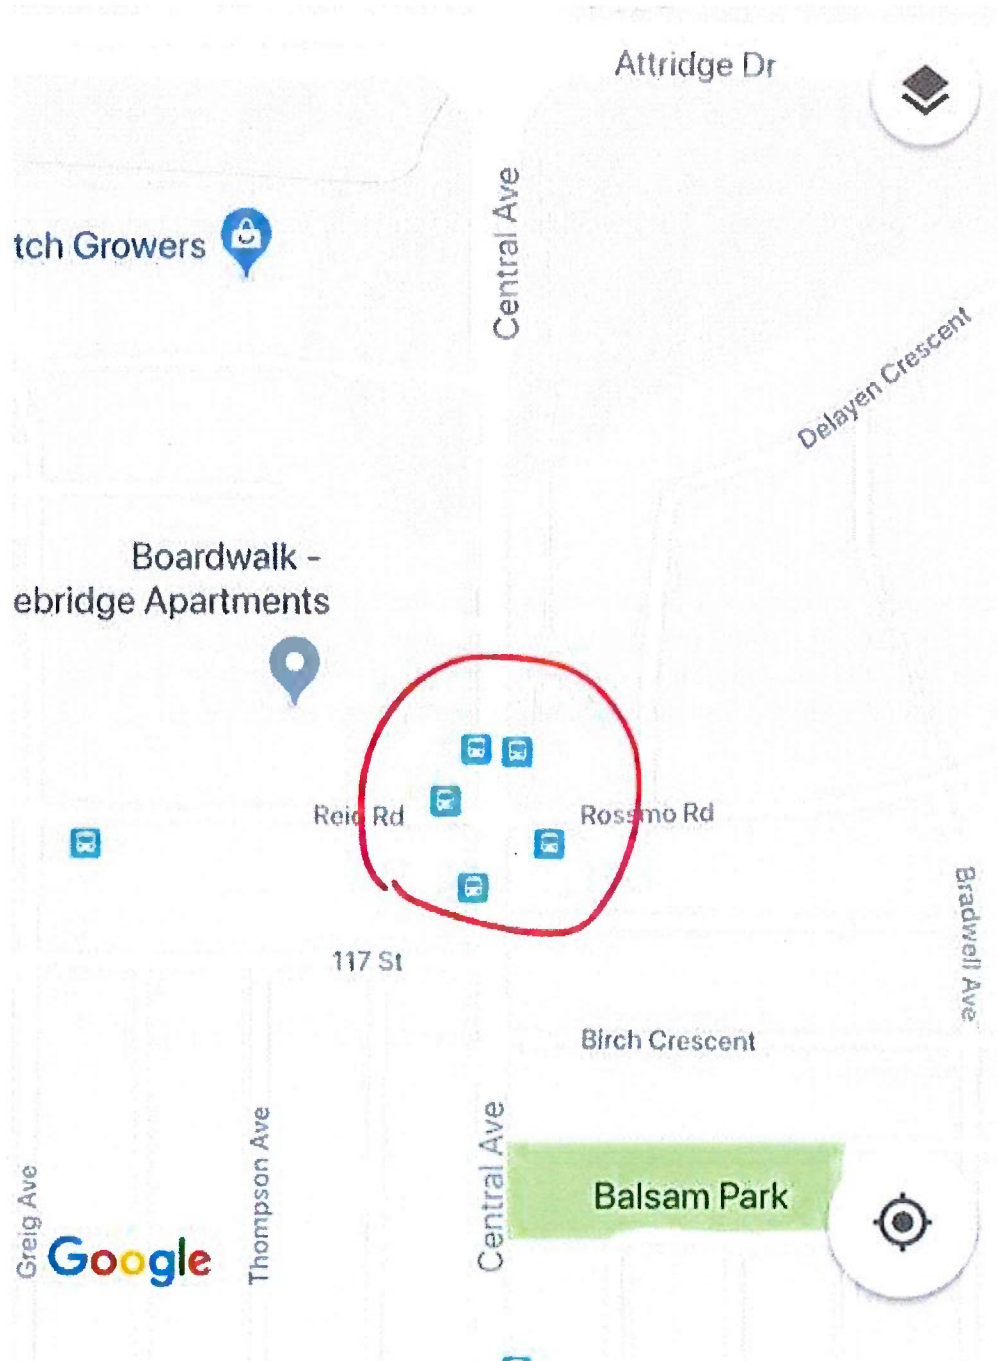 Attridge Dr
Central Ave
tch Growers
Delayen Crescent
Boardwalk -
ebridge Apartments
Reid Rd
Rossmo Rd
Bradwell Ave
117 St
Birch Crescent
Central Ave
Thompson Ave
Greig Ave
Balsam Park
Google